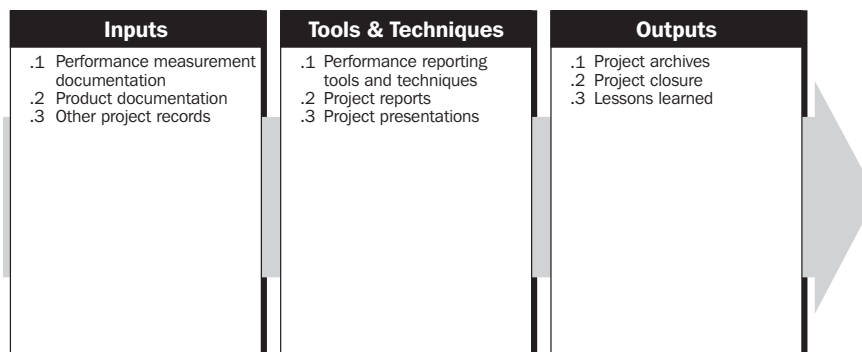 Inputs
.1 Performance measurement
documentation
.2 Product documentation
.3 Other project records
Tools & Techniques
.1 Performance reporting
tools and techniques
.2 Project reports
.3 Project presentations
Outputs
.1 Project archives
.2 Project closure
.3 Lessons learned